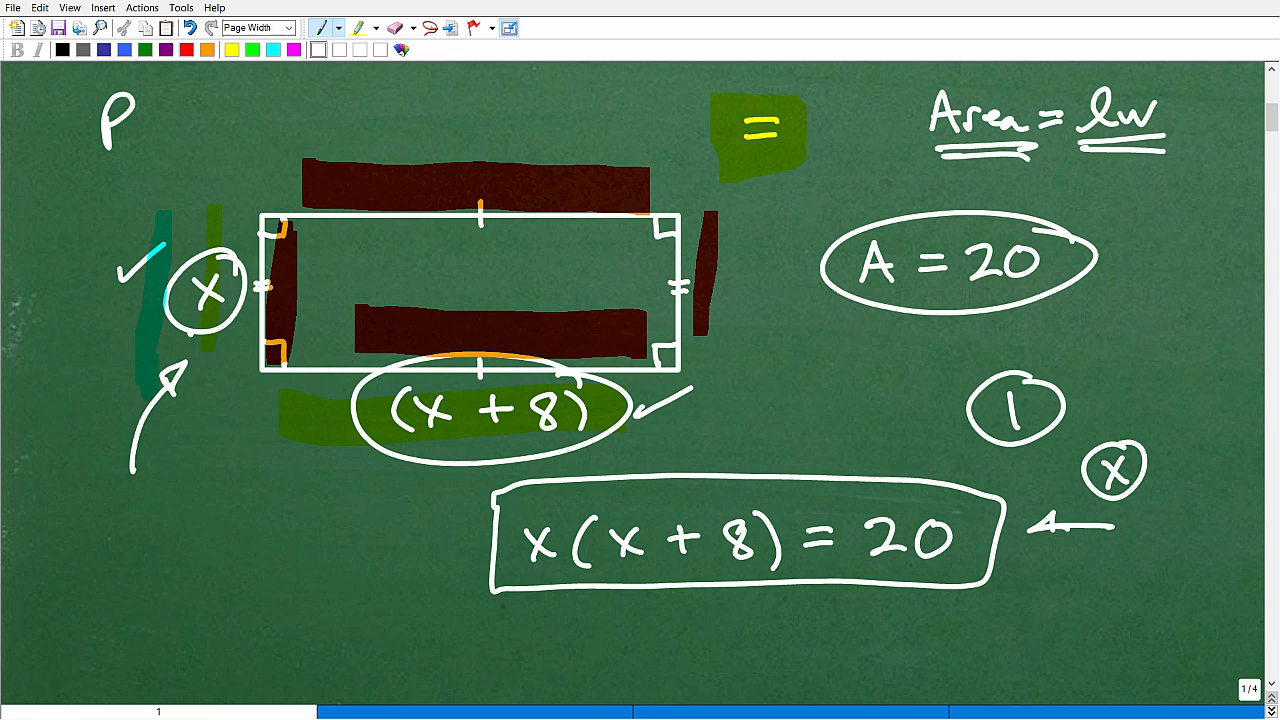 File Edit View Insert Actions Tools Help
Page Width
B I
P
=
Area = lw
A = 20
x
(x + 8)
1
x
x(x + 8) = 20
1/4
1